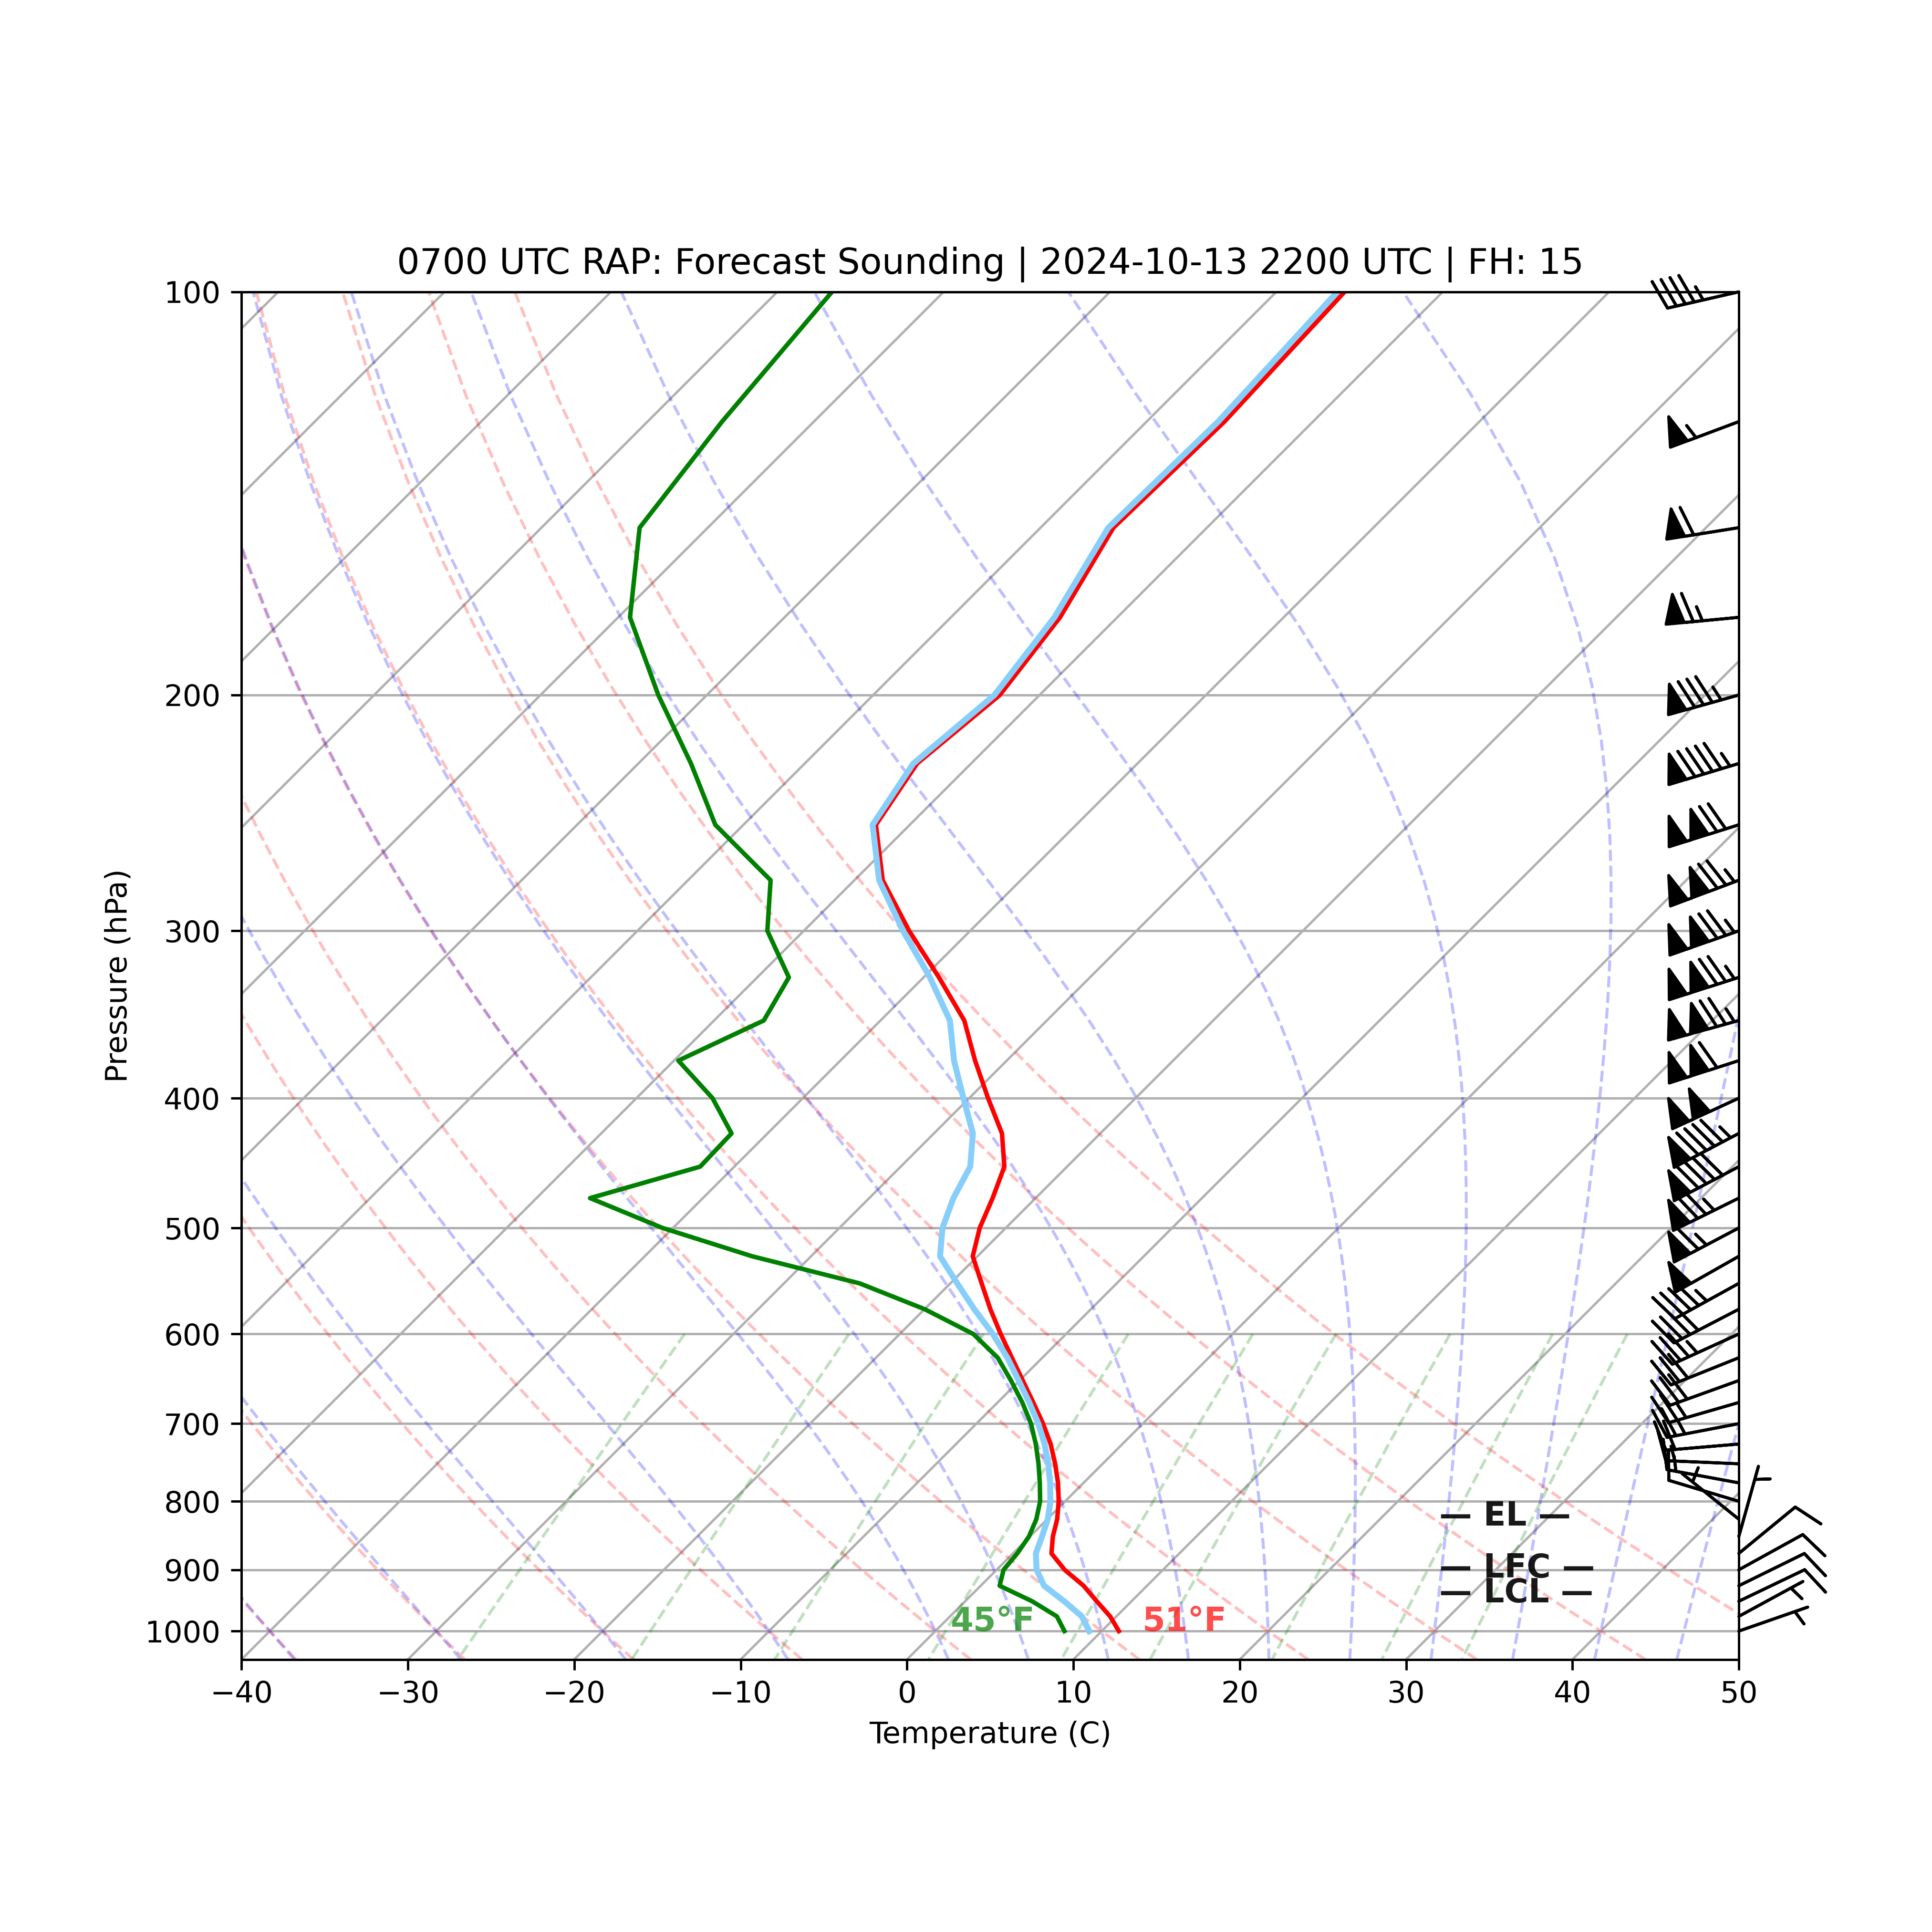 0700 UTC RAP: Forecast Sounding | 2024-10-13 2200 UTC | FH: 15
100
200
300
400
500
600
700
800
900
1000
Pressure (hPa)
— EL —
— LFC —
— LCL —
45°F
51°F
−40 −30 −20 −10 0 10 20 30 40 50
Temperature (C)